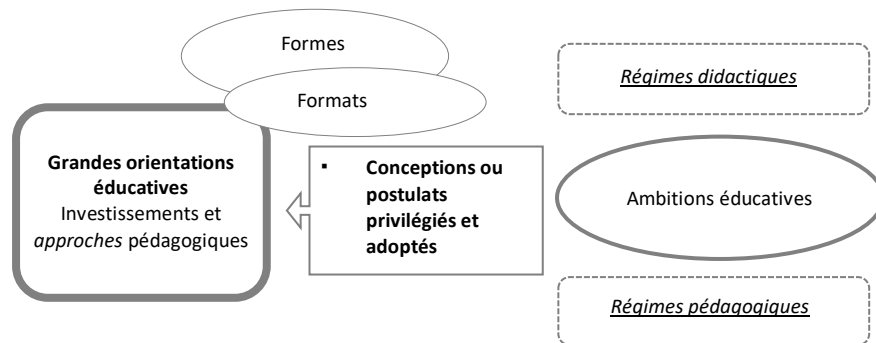 Formes
Formats
Grandes orientations
éducatives
Investissements et
approches pédagogiques
▪ Conceptions ou
postulats
privilégiés et
adoptés
Régimes didactiques
Ambitions éducatives
Régimes pédagogiques